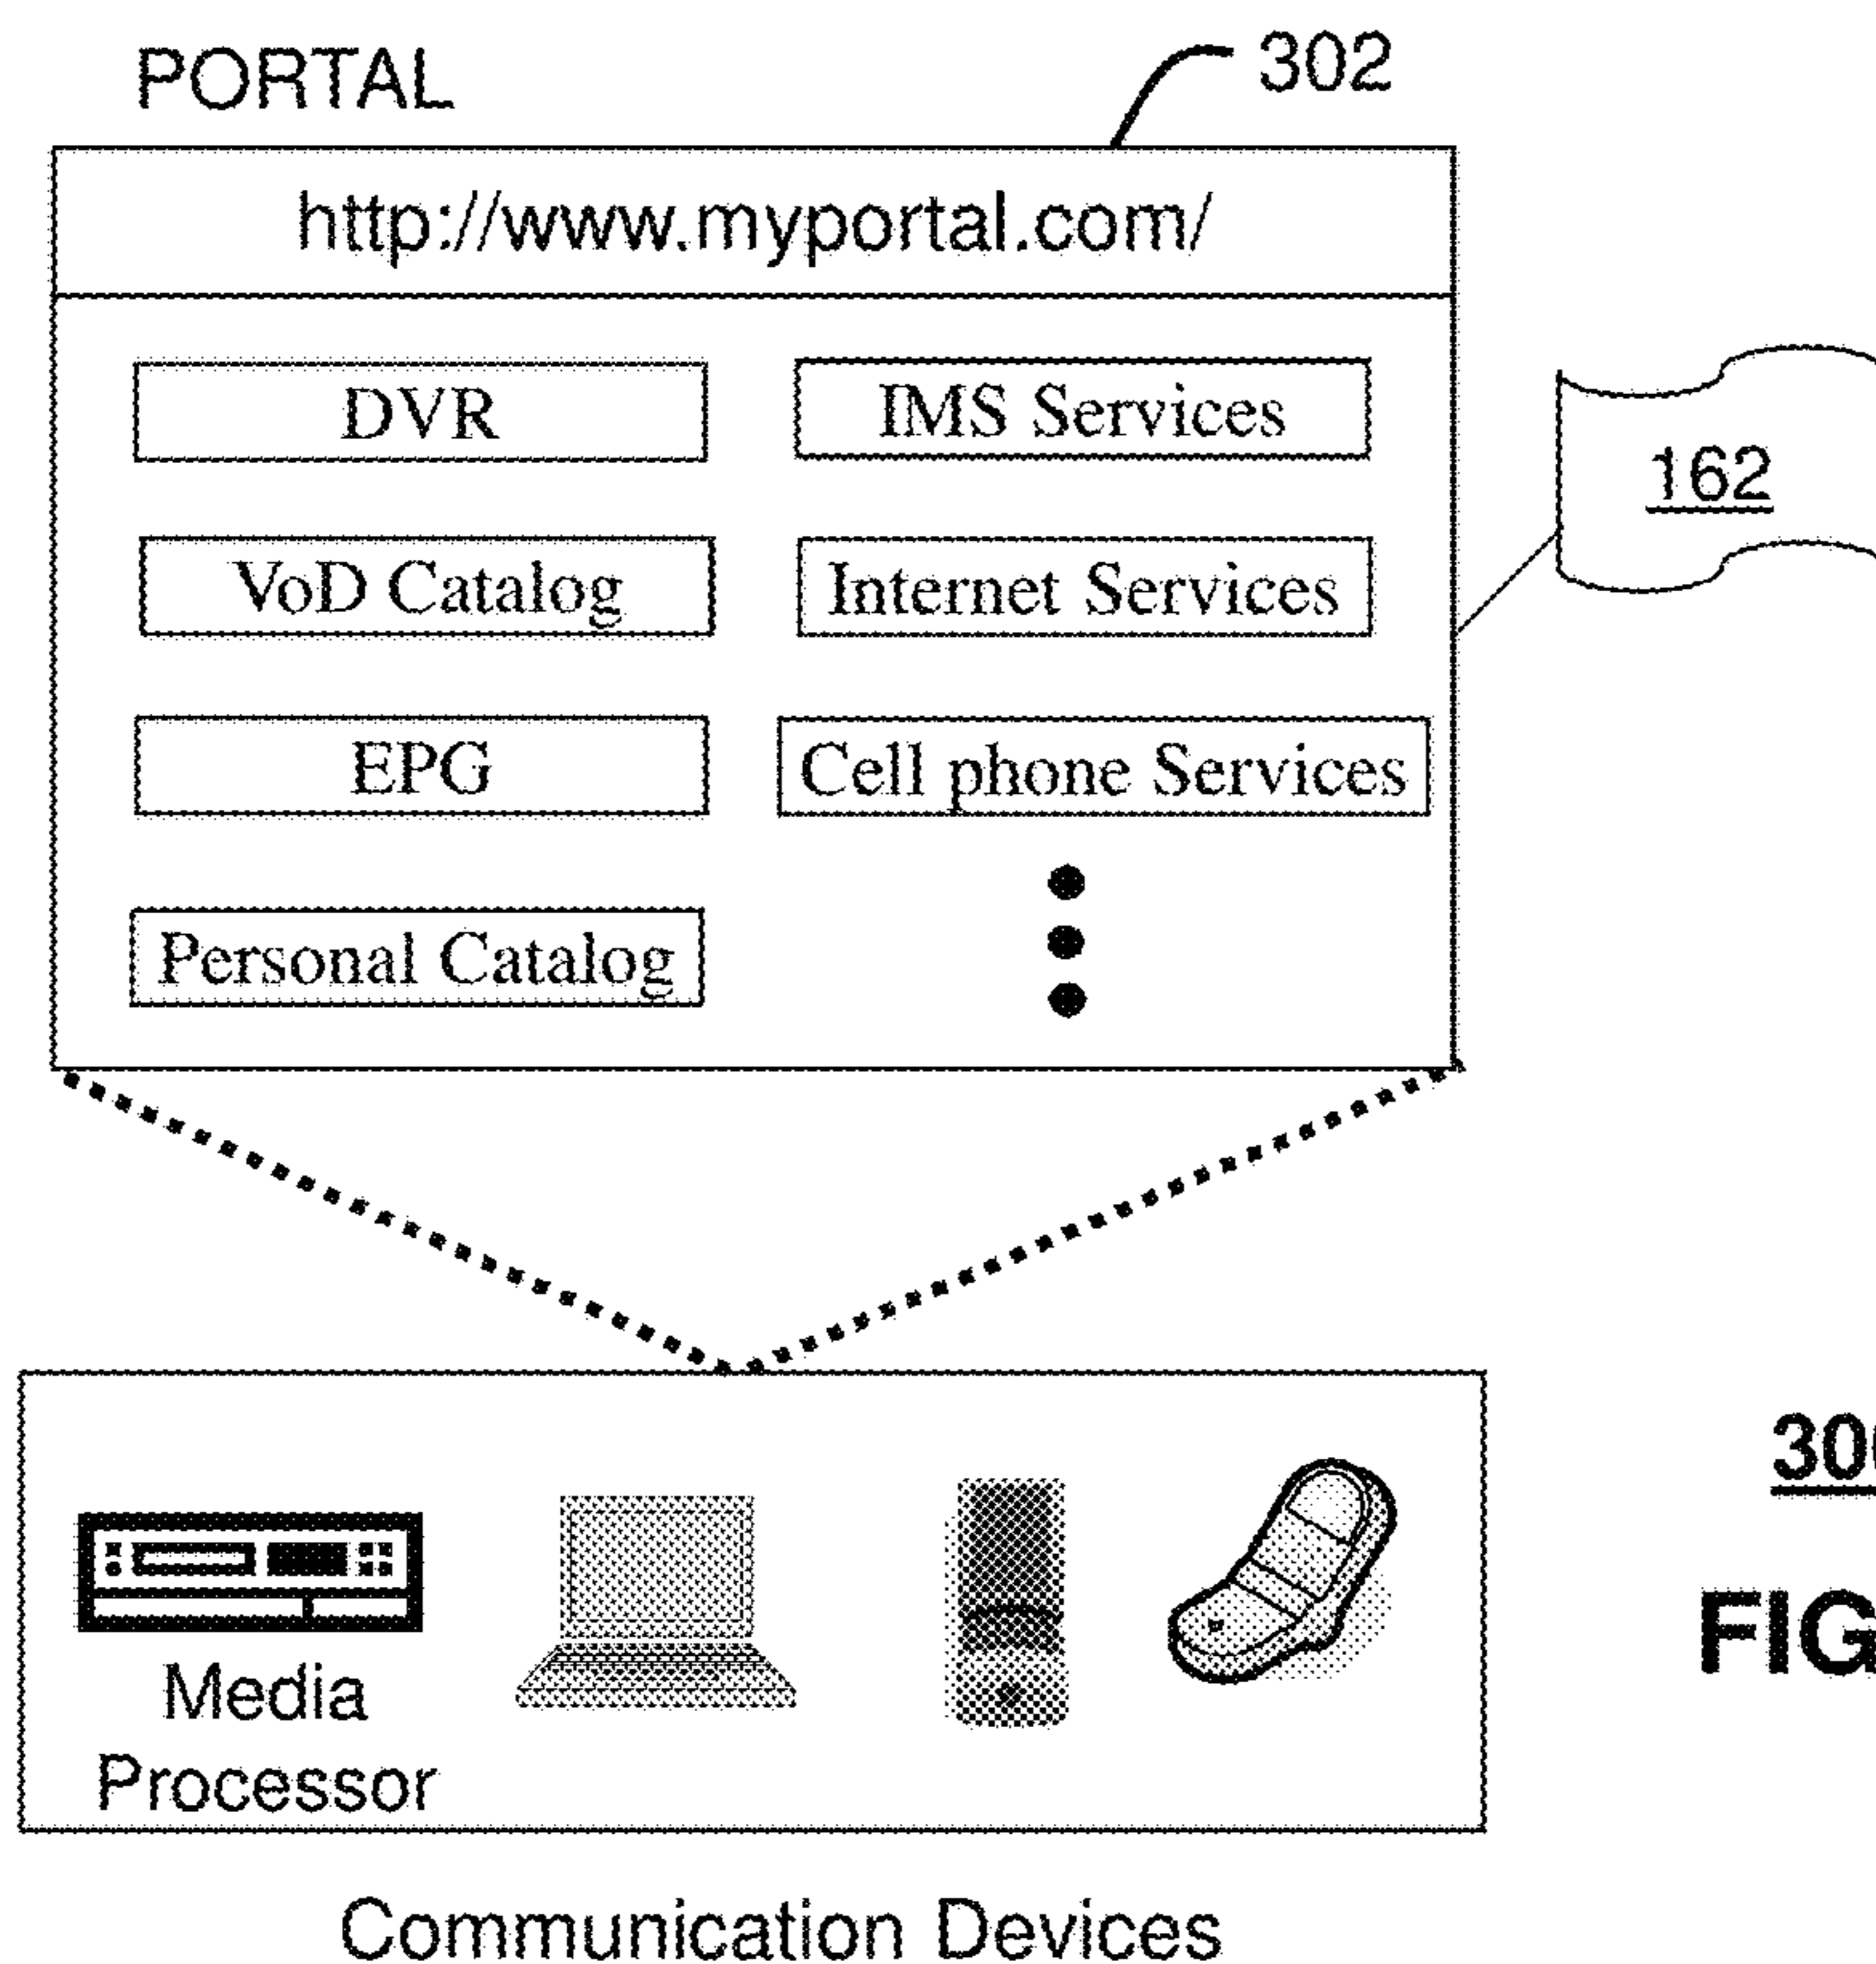 PORTAL
302
http://www.myportal.com/
DVR
IMS Services
162
VoD Catalog
Internet Services
EPG
Cell phone Services
Personal Catalog
Media
Processor
Communication Devices